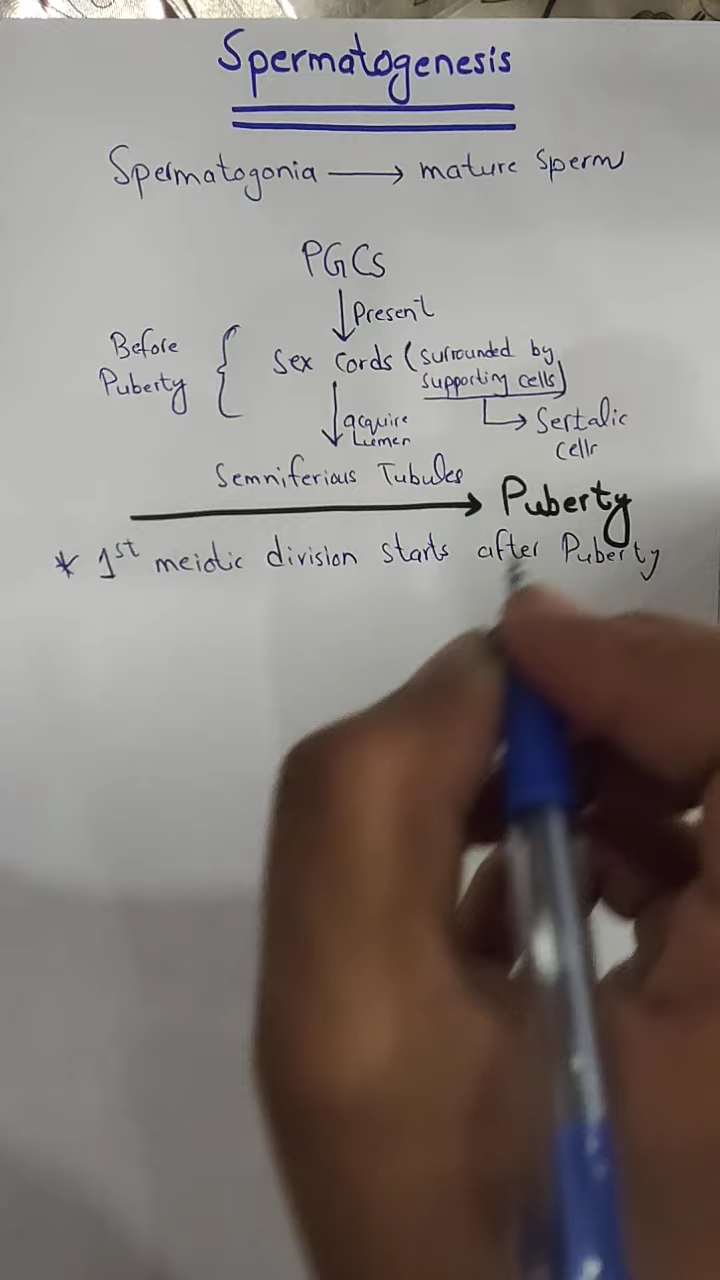 Spermatogenesis
Spermatogonia → mature Sperm
PGCs
↓ Present
Before Puberty { Sex Cords (surrounded by
supporting cells)
↓ acquire Lumen
↳ Sertalic
cells
Semniferious Tubules
→ Puberty
* 1st meiotic division starts after Puberty